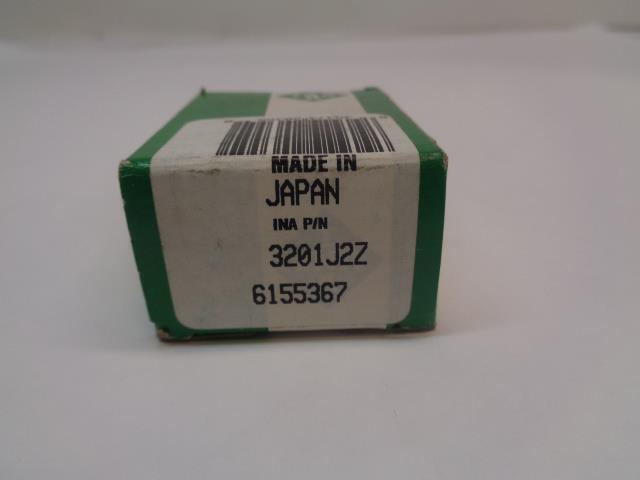 MADE IN
JAPAN
INA P/N
3201J2Z
6155367